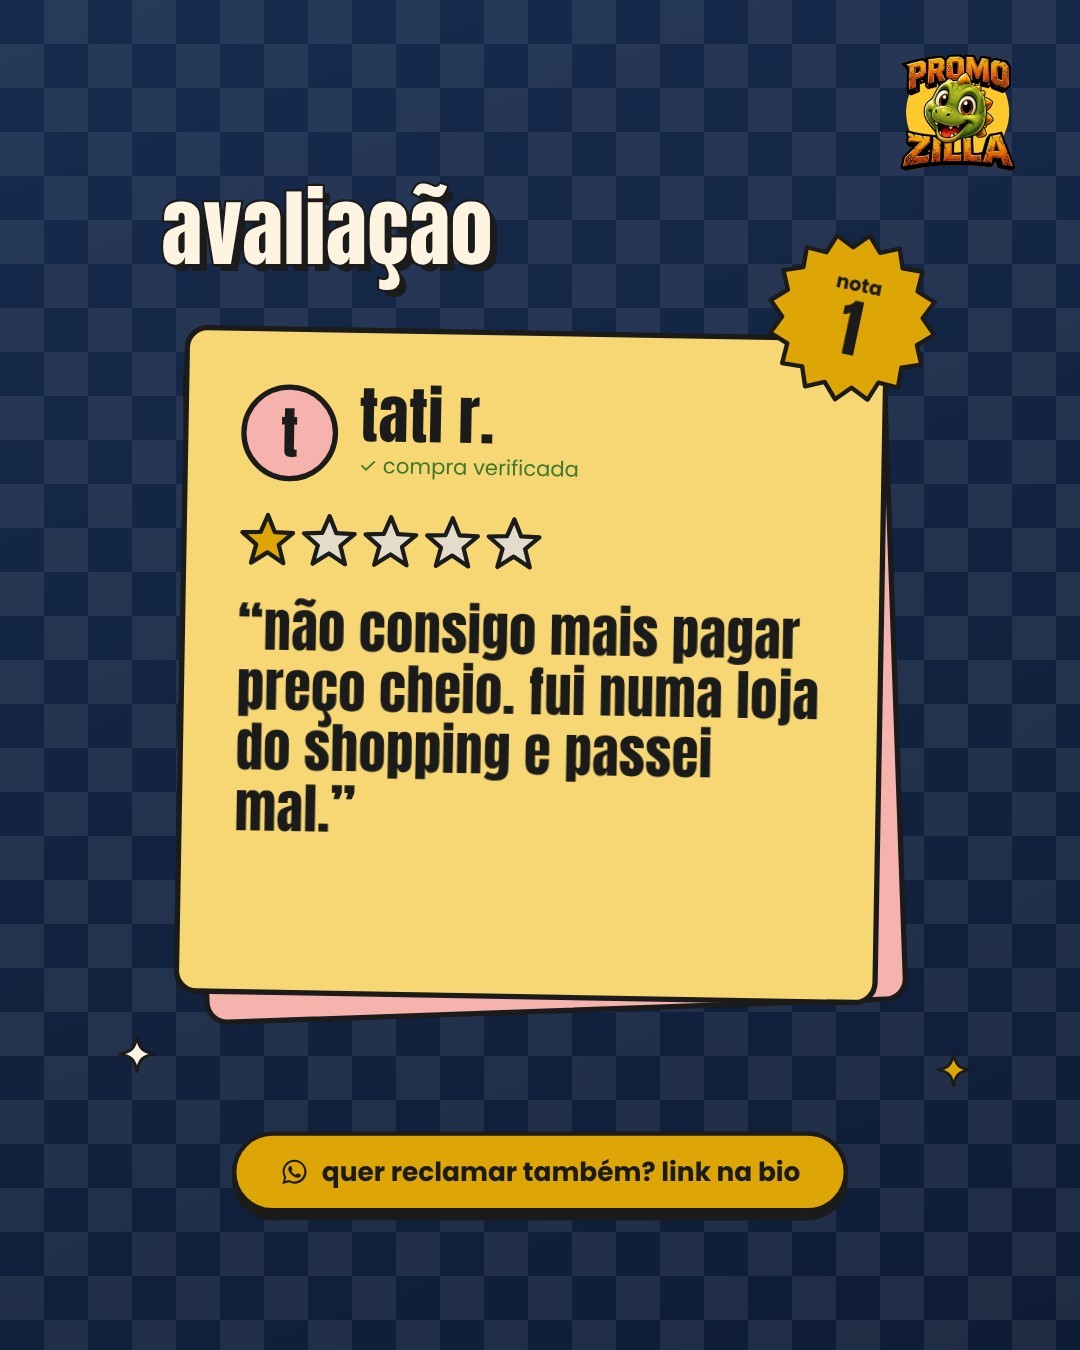 PROMO
ZILLA
avaliação
nota
1
t
tati r.
✓ compra verificada
“não consigo mais pagar
preço cheio. fui numa loja
do shopping e passei
mal.”
quer reclamar também? link na bio